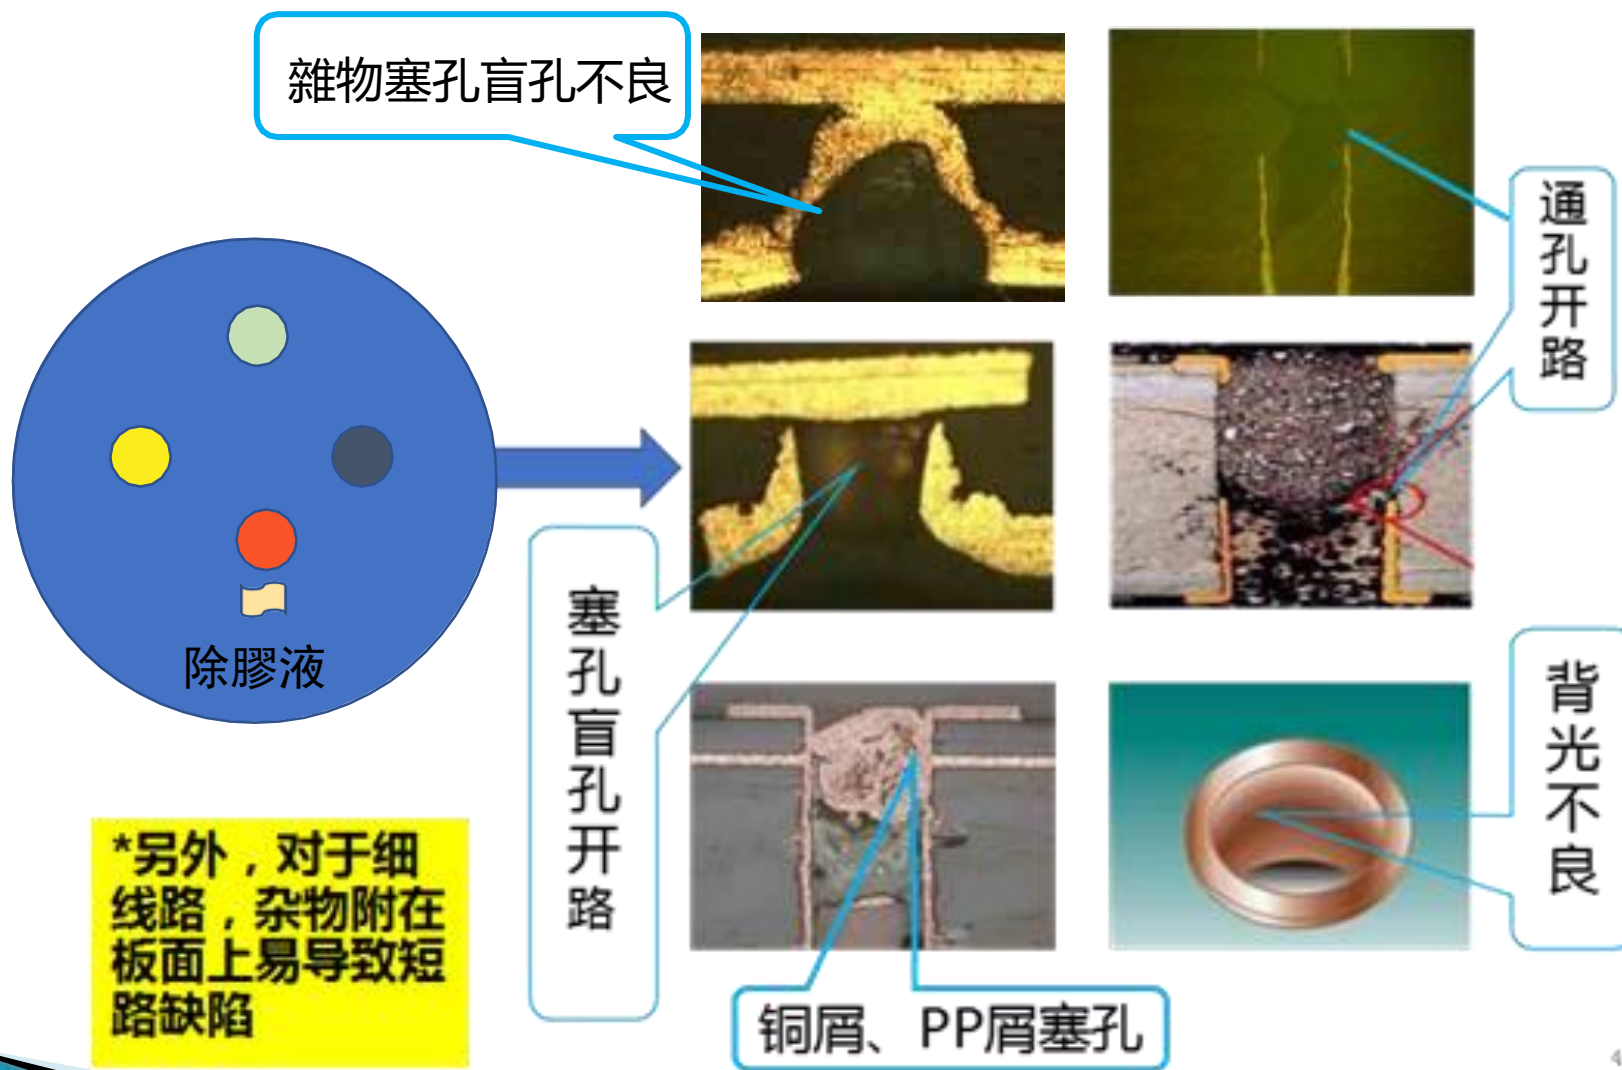 雜物塞孔盲孔不良
通孔开路
除膠液
塞孔盲孔开路
背光不良
*另外，对于细
线路，杂物附在
板面上易导致短
路缺陷
铜屑、PP屑塞孔
4